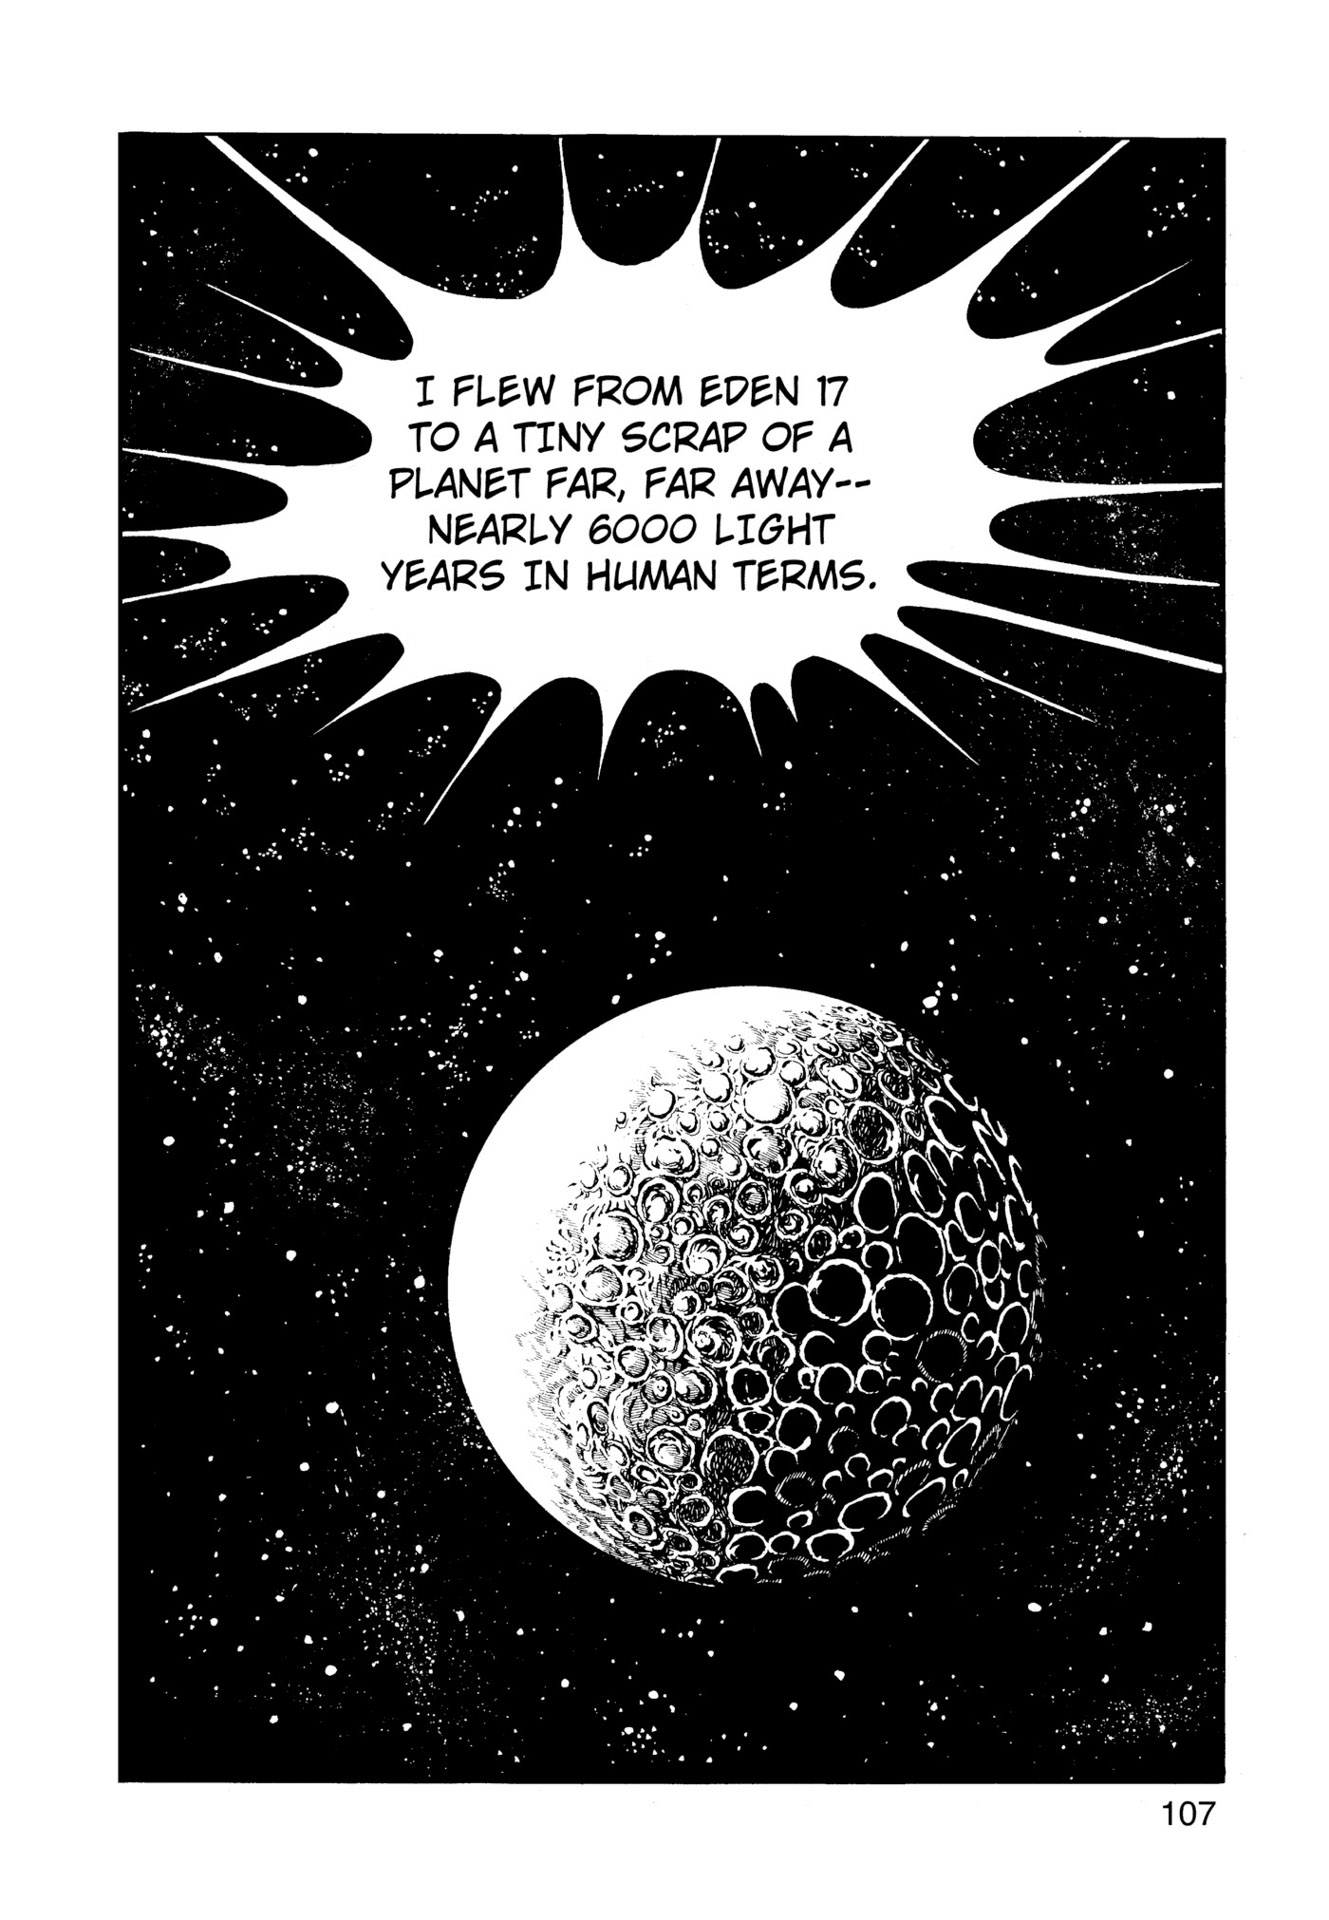 I FLEW FROM EDEN 17
TO A TINY SCRAP OF A
PLANET FAR, FAR AWAY--
NEARLY 6000 LIGHT
YEARS IN HUMAN TERMS.
107